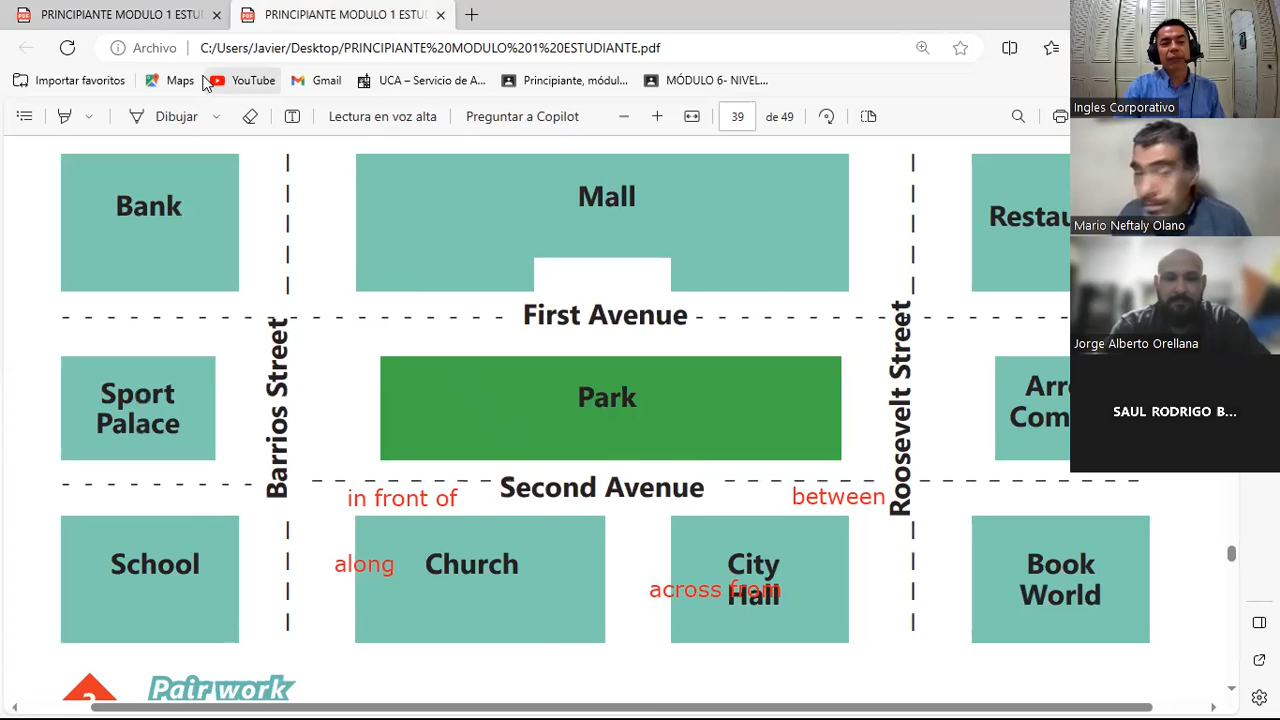 PRINCIPIANTE MODULO 1 ESTU
PRINCIPIANTE MODULO 1 ESTU
Archivo
C:/Users/Javier/Desktop/PRINCIPIANTE%20MODULO%201%20ESTUDIANTE.pdf
Importar favoritos
Maps
YouTube
Gmail
UCA – Servicio de A...
Principiante, módul...
MÓDULO 6- NIVEL...
Dibujar
Lectura en voz alta
Preguntar a Copilot
39
de 49
Bank
Mall
Restau
First Avenue
Barrios Street
Roosevelt Street
Sport
Palace
Park
Arr
Com
in front of
Second Avenue
between
School
along
Church
City
Hall
across from
Book
World
2
Pair work
Ingles Corporativo
Mario Neftaly Olano
Jorge Alberto Orellana
SAUL RODRIGO B...